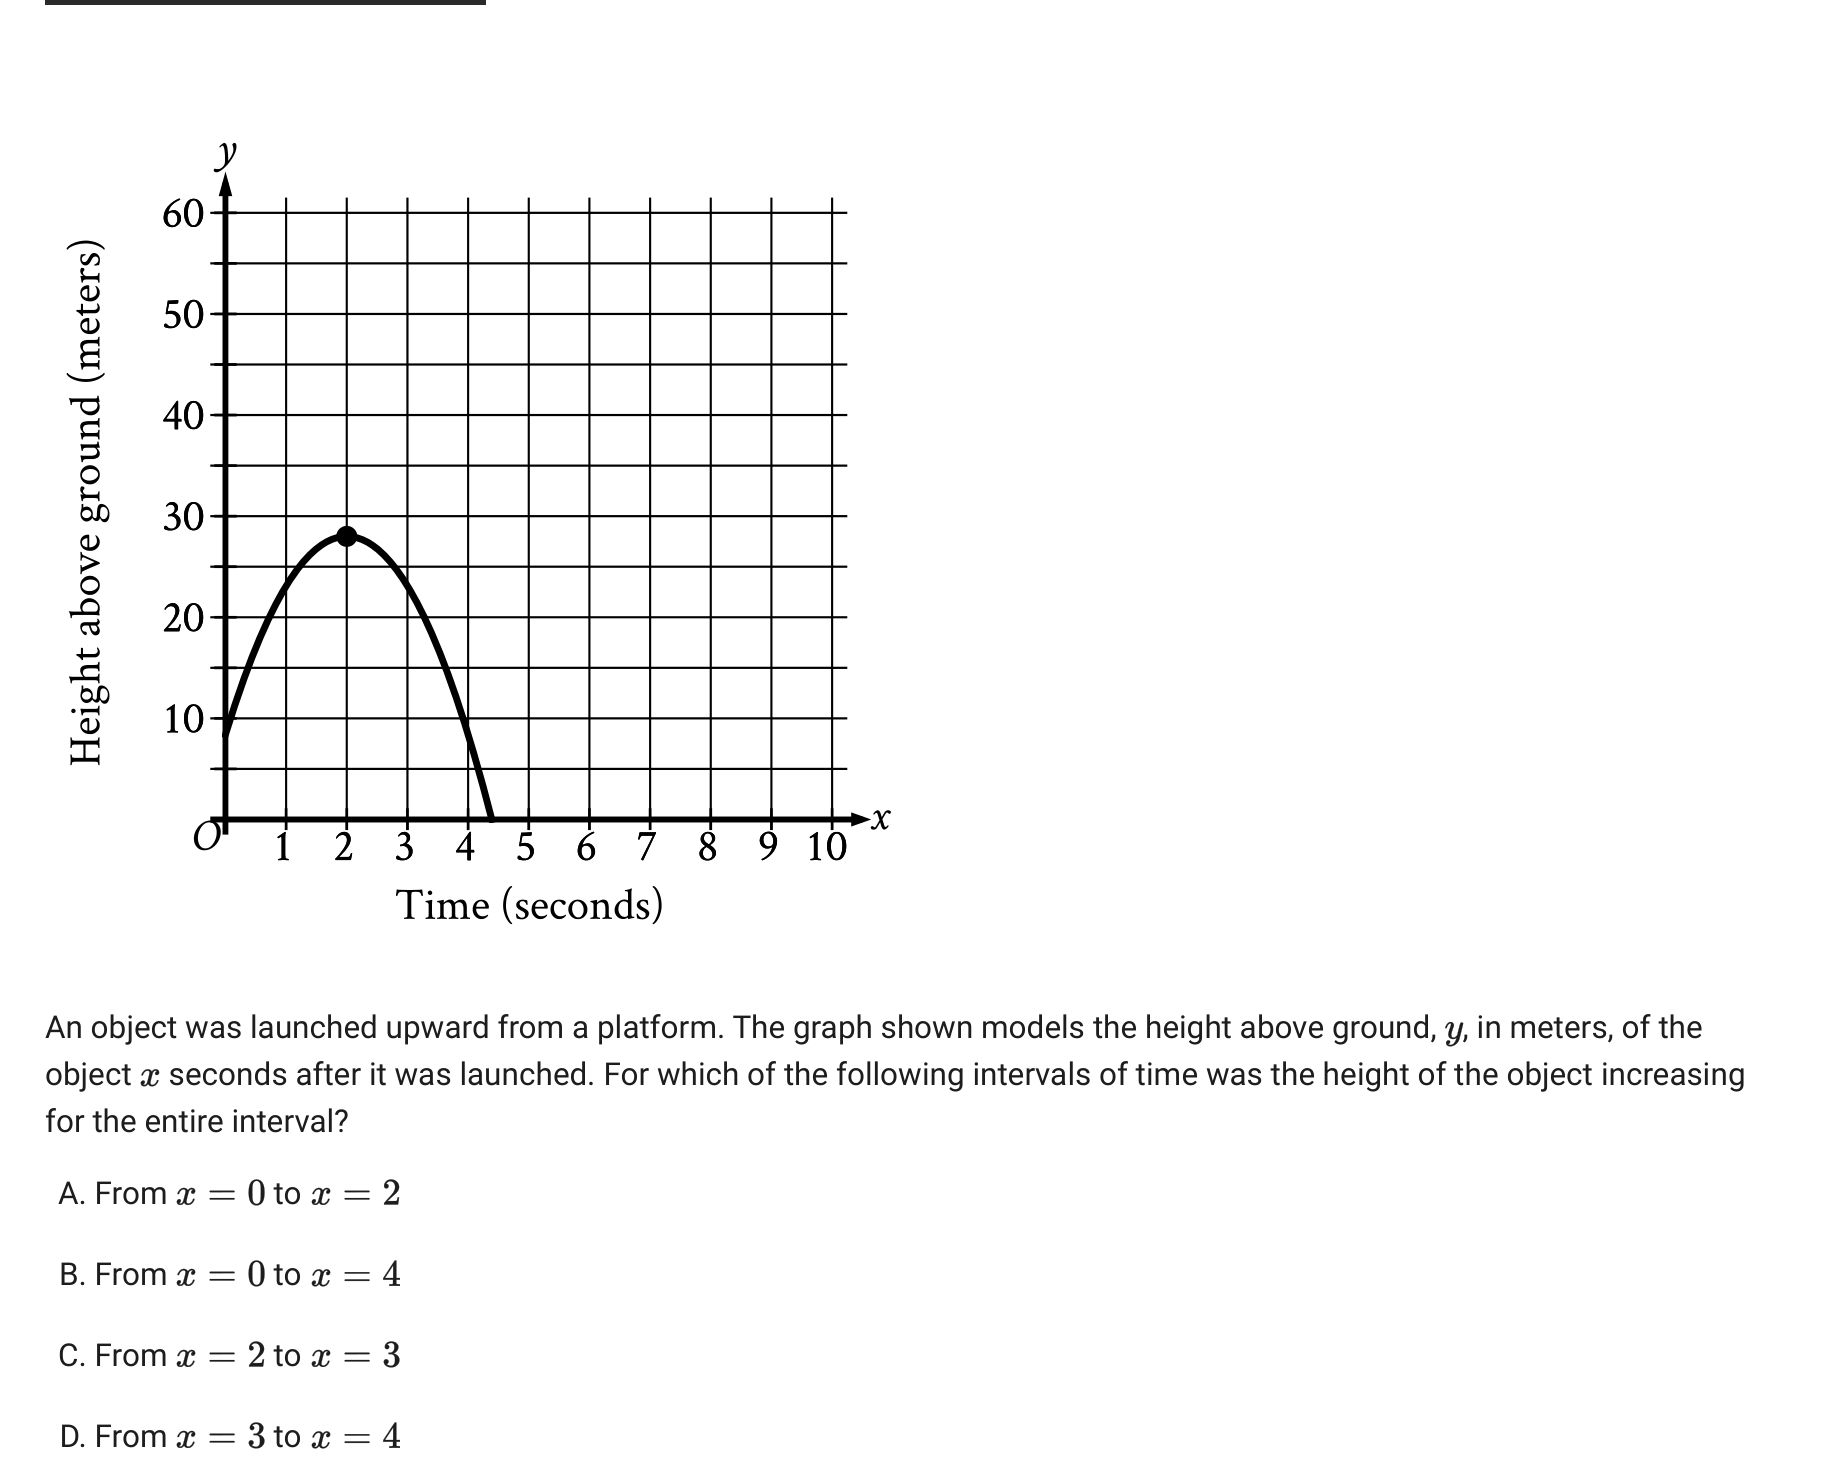 y
60
50
40
30
20
10
Height above ground (meters)
O 1 2 3 4 5 6 7 8 9 10 x
Time (seconds)
An object was launched upward from a platform. The graph shown models the height above ground, y, in meters, of the
object x seconds after it was launched. For which of the following intervals of time was the height of the object increasing
for the entire interval?
A. From x = 0 to x = 2
B. From x = 0 to x = 4
C. From x = 2 to x = 3
D. From x = 3 to x = 4